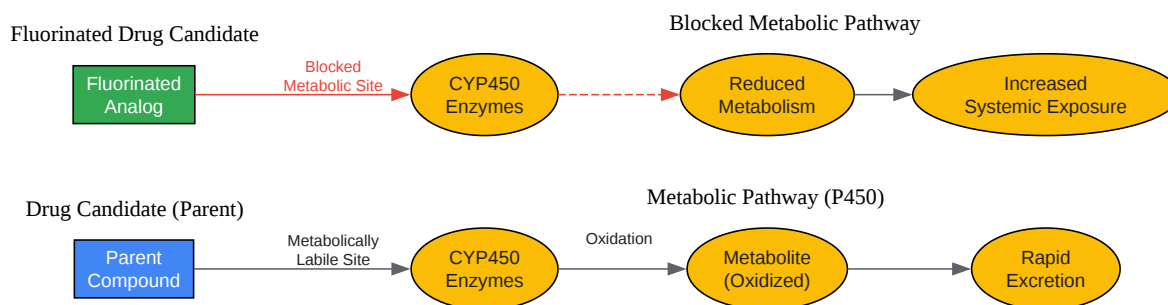 Blocked Metabolic Pathway
Fluorinated Drug Candidate
Fluorinated
Analog
Blocked
Metabolic Site
CYP450
Enzymes
Reduced
Metabolism
Increased
Systemic Exposure
Drug Candidate (Parent)
Metabolic Pathway (P450)
Parent
Compound
Metabolically
Labile Site
CYP450
Enzymes
Oxidation
Metabolite
(Oxidized)
Rapid
Excretion